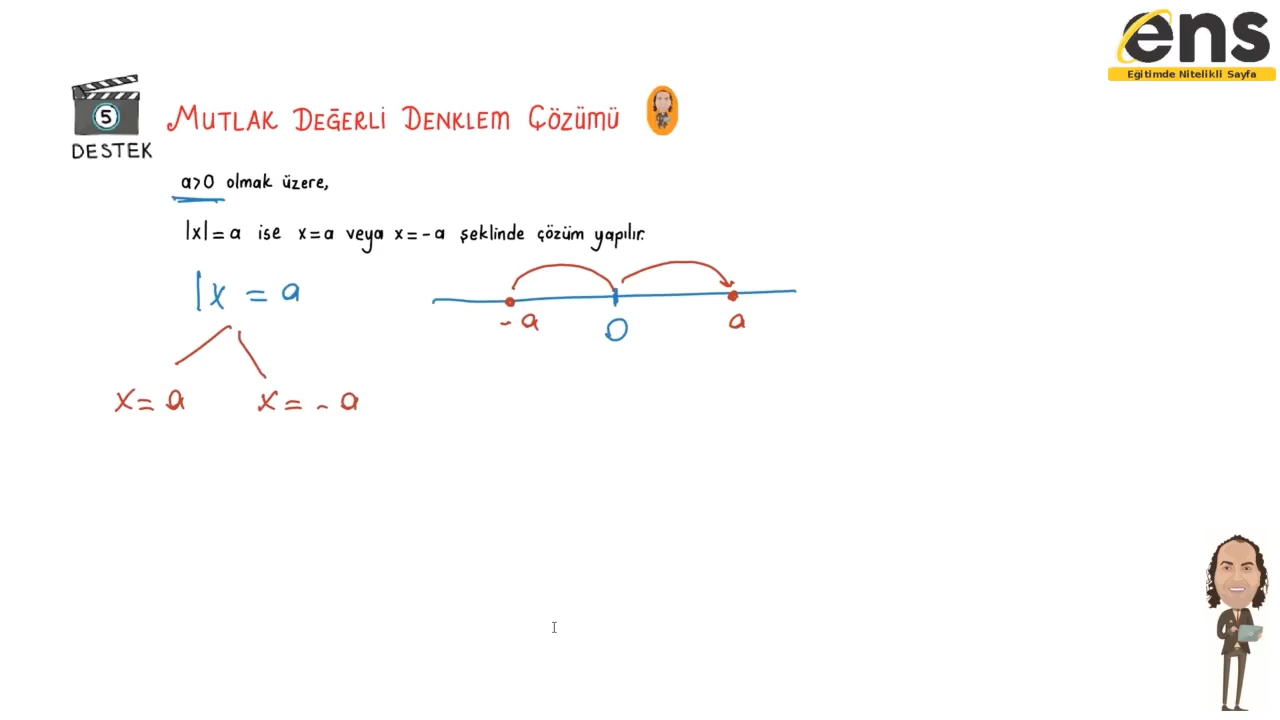 ens
Eğitimde Nitelikli Sayfa
5
DESTEK
MUTLAK DEĞERLİ DENKLEM ÇÖZÜMÜ
a>0 olmak üzere,
|x|=a ise x=a veya x=-a şeklinde çözüm yapılır.
|x = a
-a 0 a
x=a x=-a